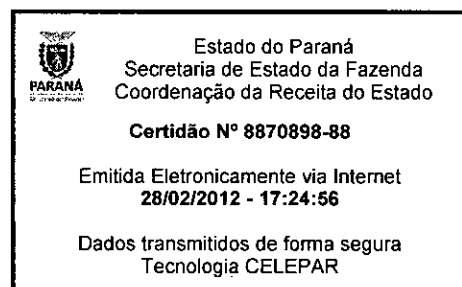 Estado do Paraná
Secretaria de Estado da Fazenda
Coordenação da Receita do Estado
PARANÁ
Certidão Nº 8870898-88
Emitida Eletronicamente via Internet
28/02/2012 - 17:24:56
Dados transmitidos de forma segura
Tecnologia CELEPAR